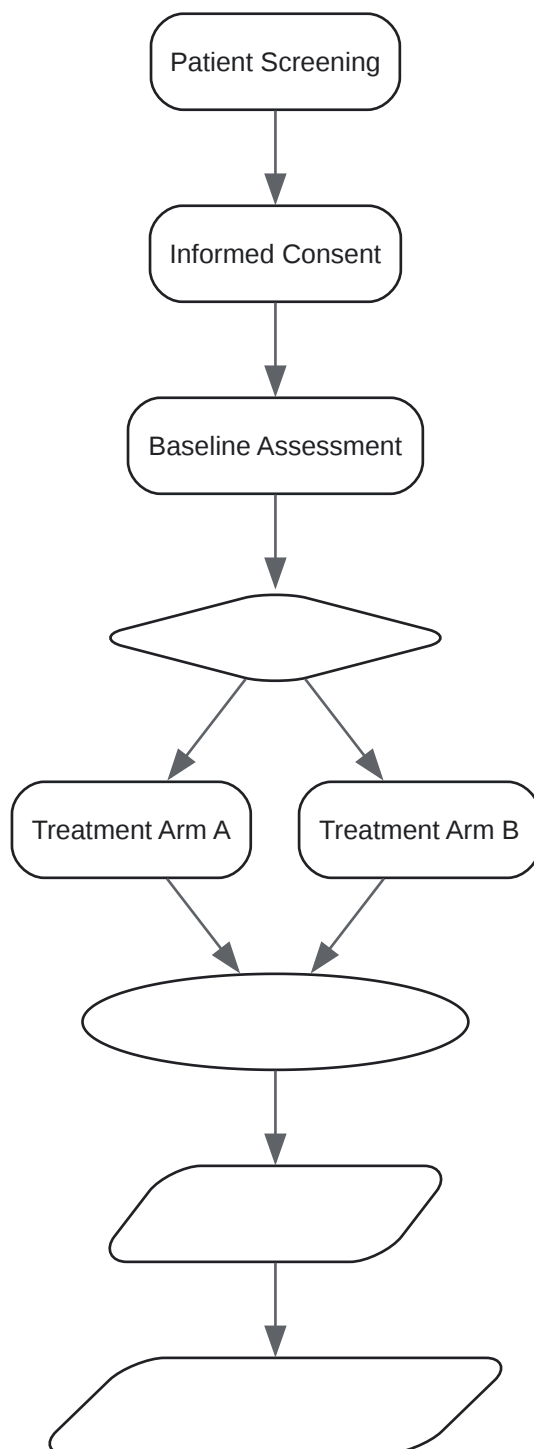 Patient Screening
Informed Consent
Baseline Assessment
Treatment Arm A
Treatment Arm B